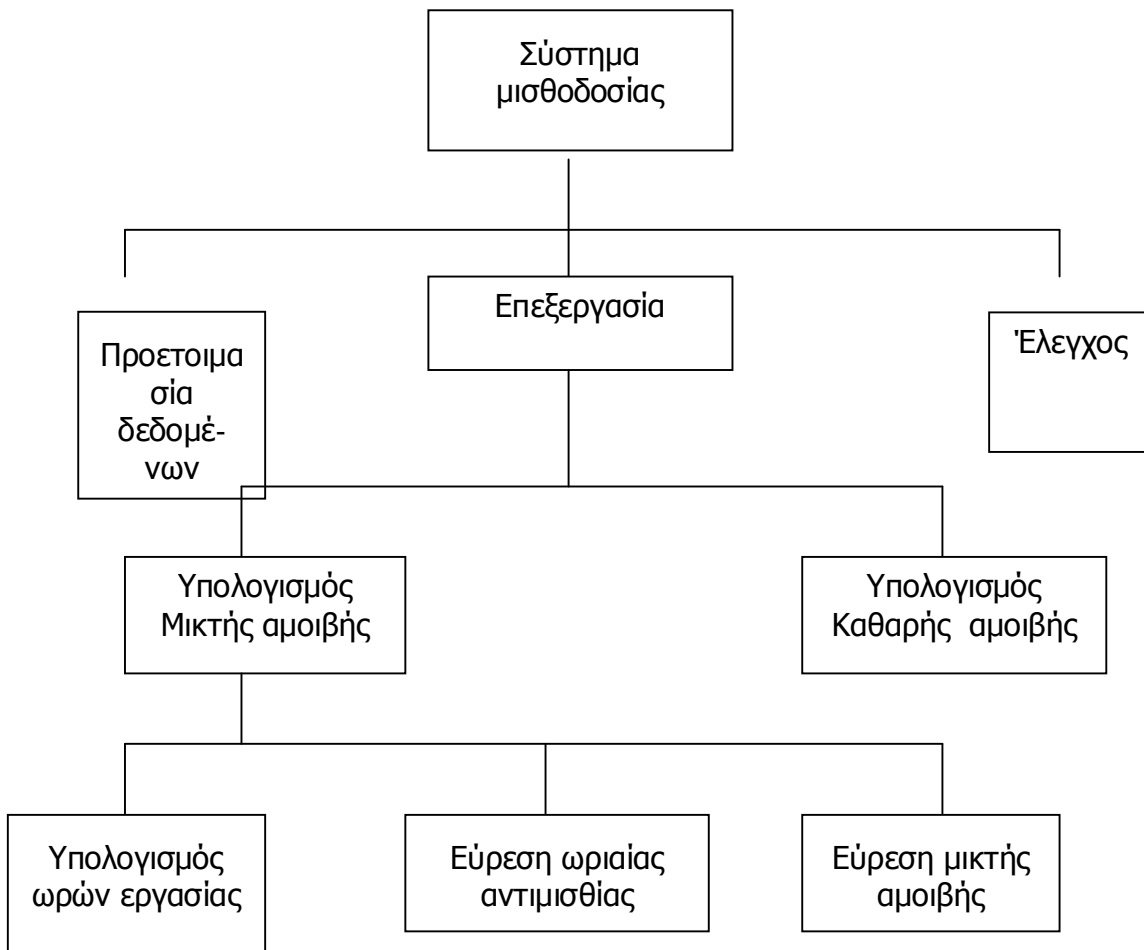 Σύστημα
μισθοδοσίας
Επεξεργασία
Προετοιμα
σία
δεδομέ-
νων
Έλεγχος
Υπολογισμός
Μικτής αμοιβής
Υπολογισμός
Καθαρής αμοιβής
Υπολογισμός
ωρών εργασίας
Εύρεση ωριαίας
αντιμισθίας
Εύρεση μικτής
αμοιβής